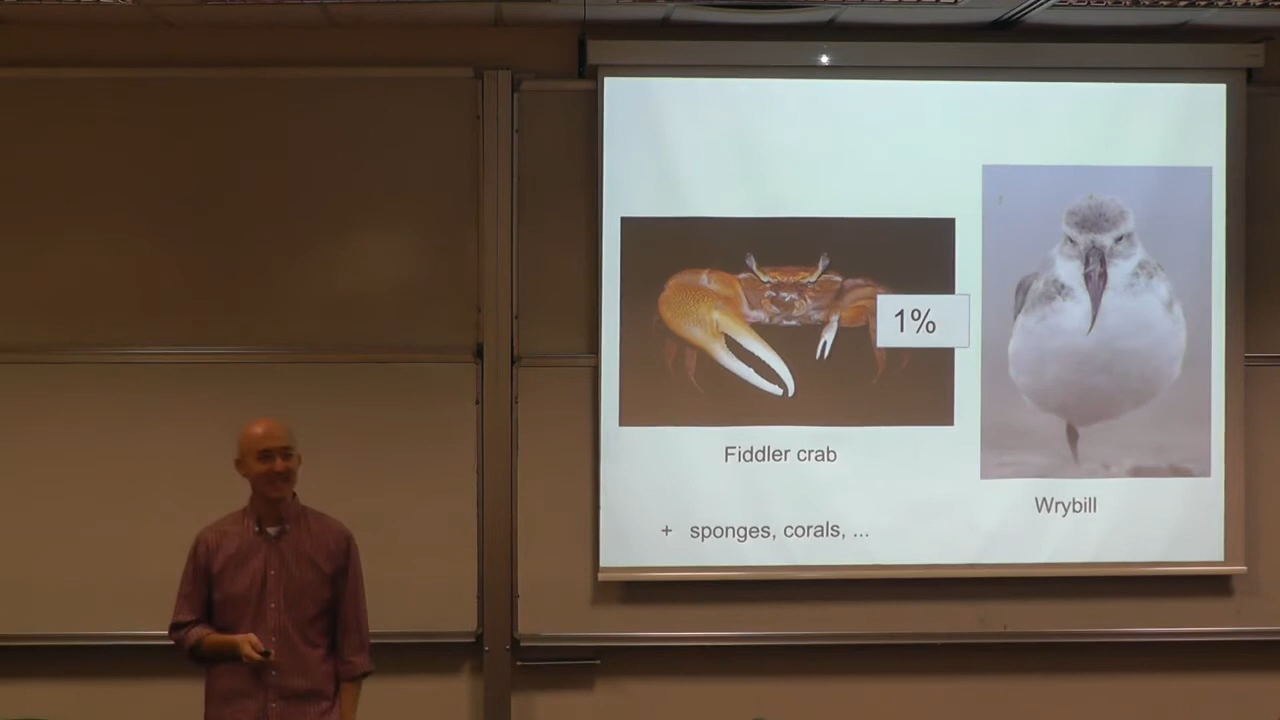 1%
Fiddler crab
Wrybill
+ sponges, corals, ...